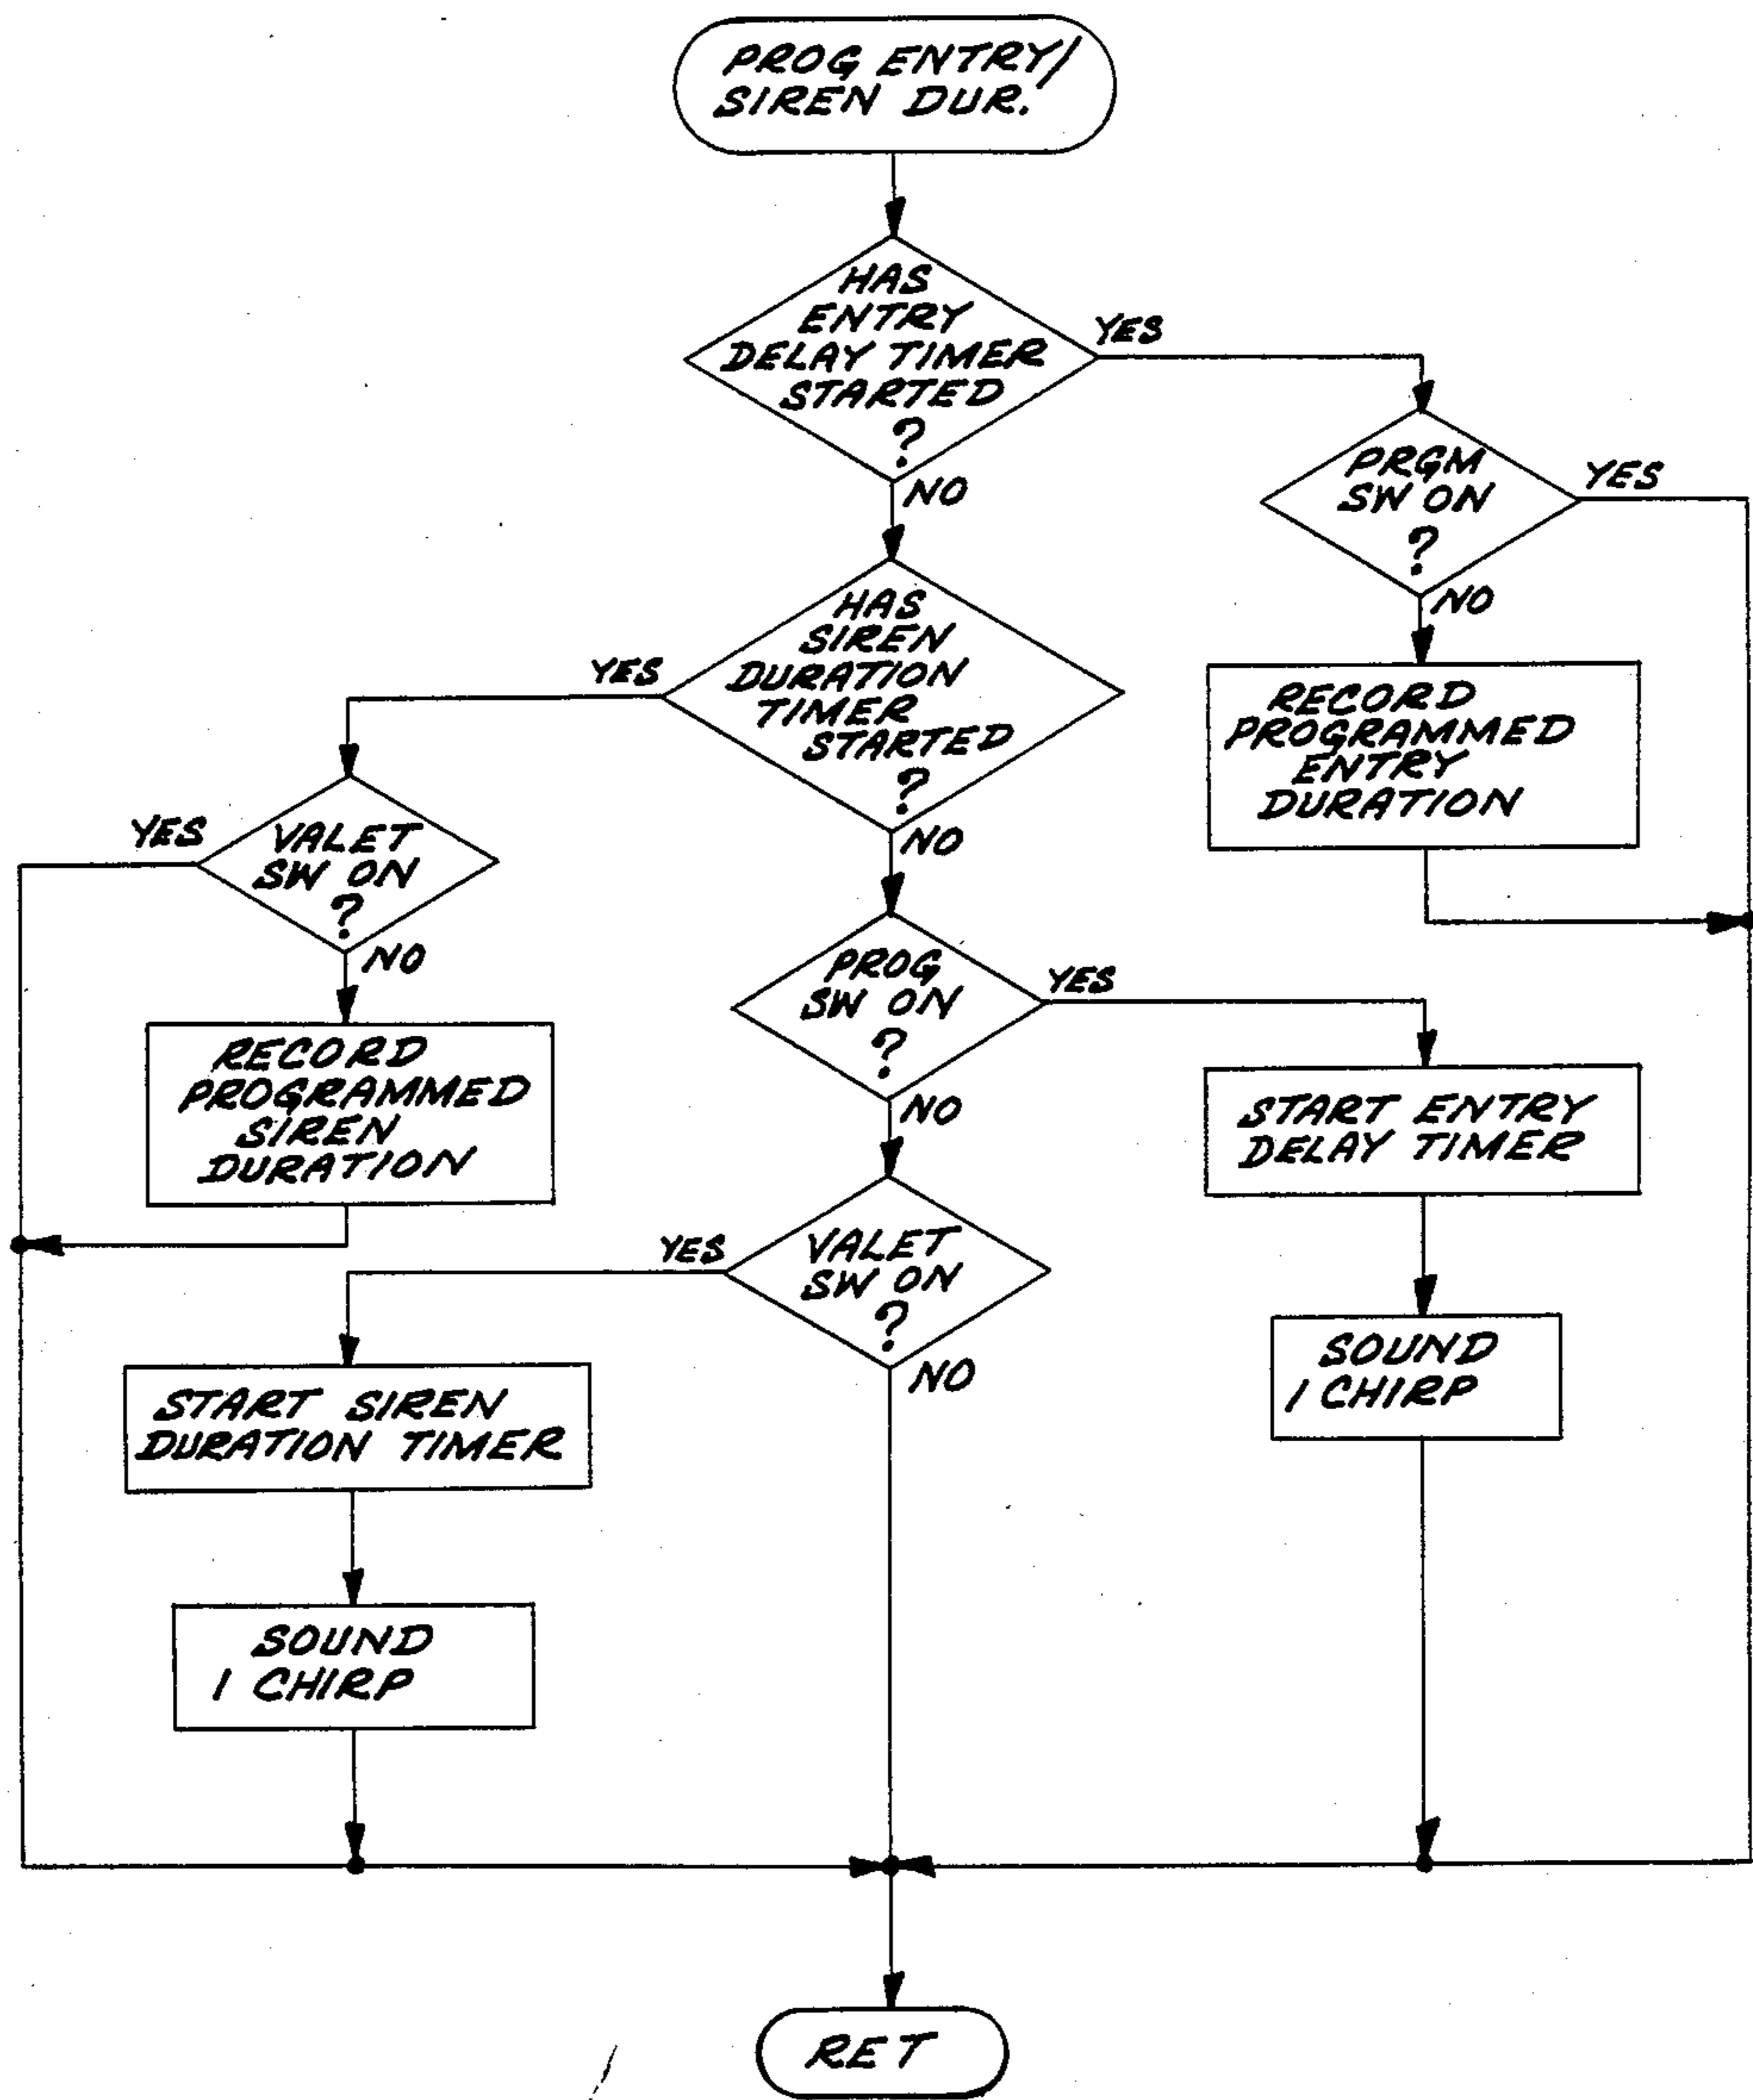 PROG ENTRY/
SIREN DUR.
HAS
ENTRY
DELAY TIMER
STARTED
?
YES
NO
PRGM
SW ON
?
YES
NO
RECORD
PROGRAMMED
ENTRY
DURATION
HAS
SIREN
DURATION
TIMER
STARTED
?
YES
NO
VALET
SW ON
?
YES
NO
RECORD
PROGRAMMED
SIREN
DURATION
PROG
SW ON
?
YES
NO
START ENTRY
DELAY TIMER
SOUND
1 CHIRP
VALET
SW ON
?
YES
NO
START SIREN
DURATION TIMER
SOUND
1 CHIRP
RET